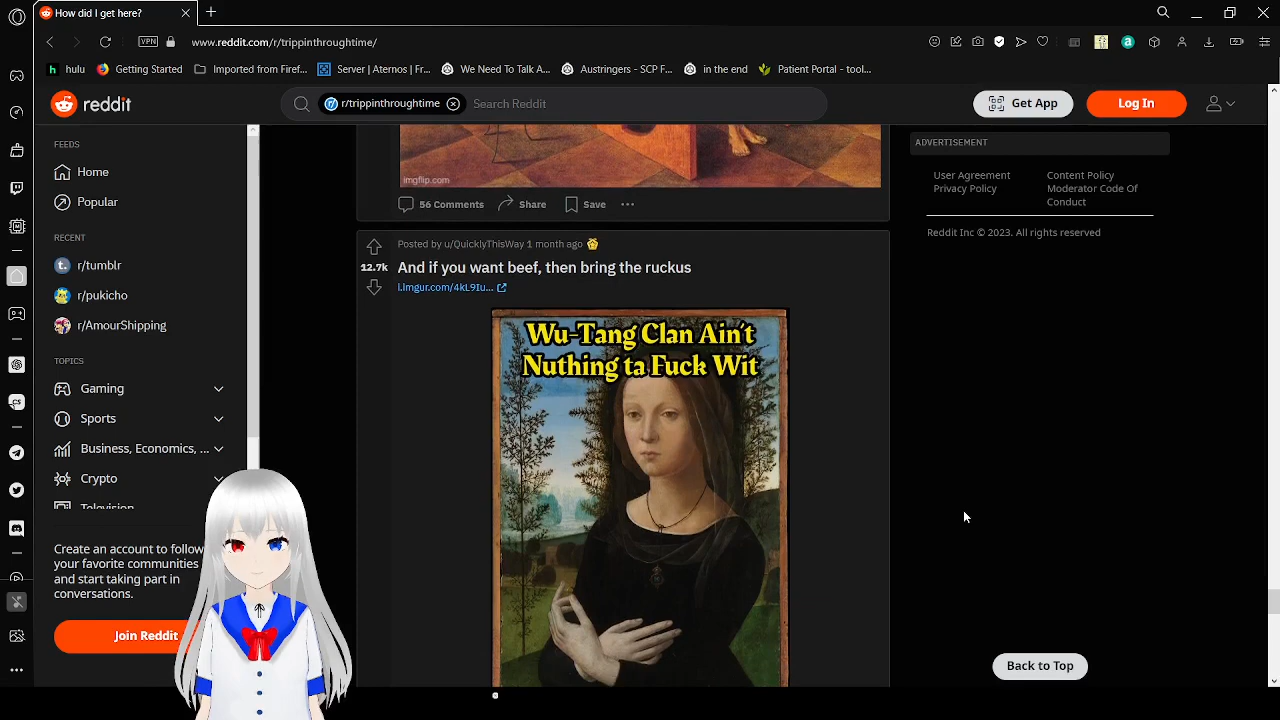 How did I get here?
VPN
www.reddit.com/r/trippinthroughtime/
hulu
Getting Started
Imported from Firef...
Server | Aternos | Fr...
We Need To Talk A...
Austringers - SCP F...
in the end
Patient Portal - tool...
reddit
r/trippinthroughtime
Search Reddit
Get App
Log In
FEEDS
Home
Popular
RECENT
r/tumblr
r/pukicho
r/AmourShipping
TOPICS
Gaming
Sports
Business, Economics, ...
Crypto
Television
Create an account to follow
your favorite communities
and start taking part in
conversations.
Join Reddit
imgflip.com
56 Comments
Share
Save
Posted by u/QuicklyThisWay 1 month ago
12.7k
And if you want beef, then bring the ruckus
i.imgur.com/4kL9Iu...
Wu-Tang Clan Ain't
Nuthing ta Fuck Wit
ADVERTISEMENT
User Agreement
Privacy Policy
Content Policy
Moderator Code Of
Conduct
Reddit Inc © 2023. All rights reserved
Back to Top